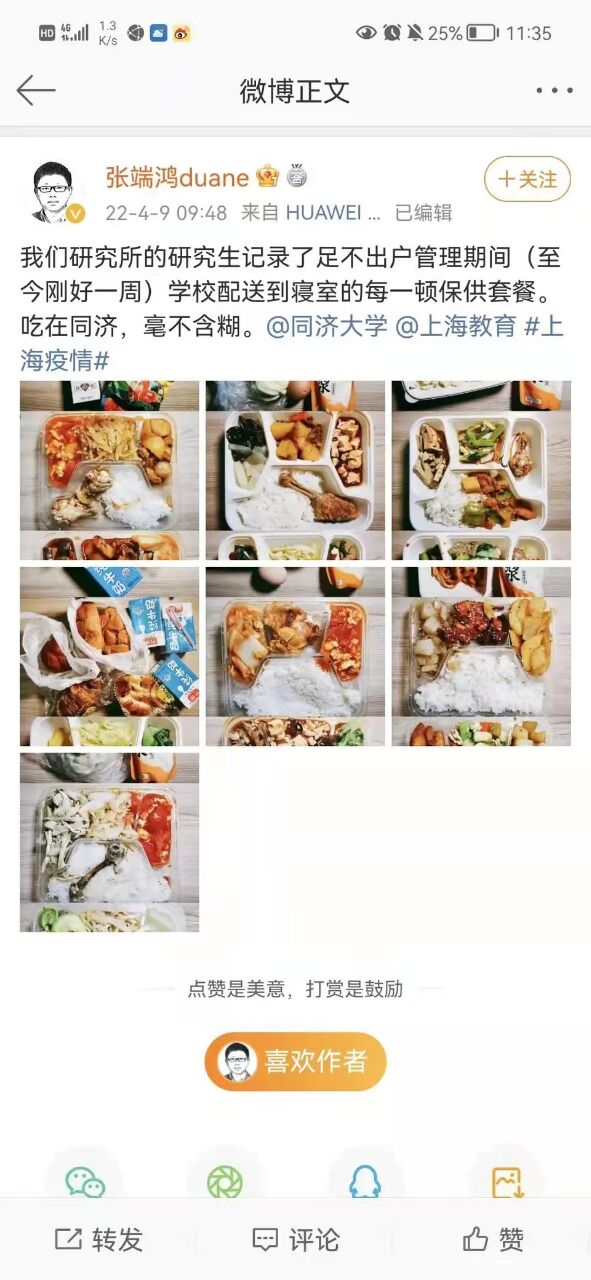 HD 4G 1.3 K/s 25% 11:35
微博正文
张端鸿duane
+关注
22-4-9 09:48 来自 HUAWEI ... 已编辑
我们研究所的研究生记录了足不出户管理期间（至
今刚好一周）学校配送到寝室的每一顿保供套餐。
吃在同济，毫不含糊。@同济大学 @上海教育 #上
海疫情#
浆
纯牛奶
浆
点赞是美意，打赏是鼓励
喜欢作者
转发 评论 赞